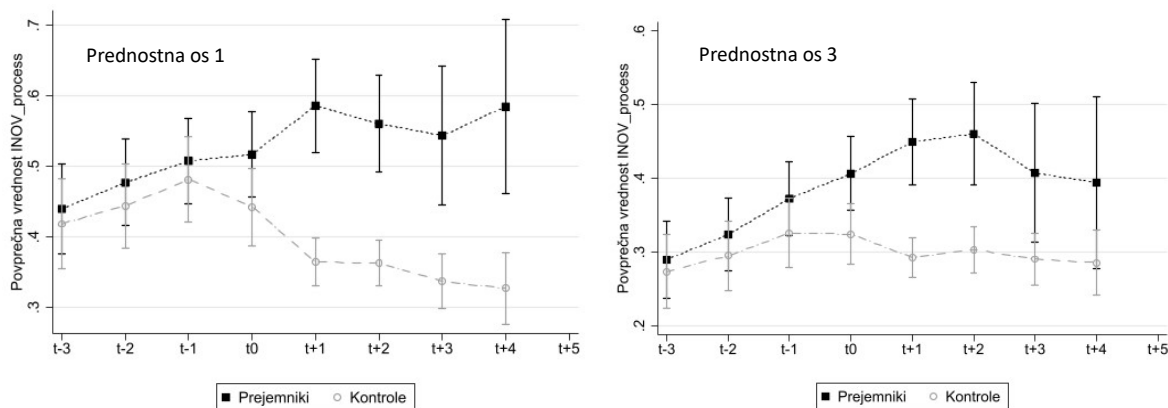 Prednostna os 1
Povprečna vrednost INOV_process
.7
.6
.5
.4
.3
t-3 t-2 t-1 t0 t+1 t+2 t+3 t+4 t+5
Prejemniki Kontrole
Prednostna os 3
Povprečna vrednost INOV_process
.6
.5
.4
.3
.2
t-3 t-2 t-1 t0 t+1 t+2 t+3 t+4 t+5
Prejemniki Kontrole